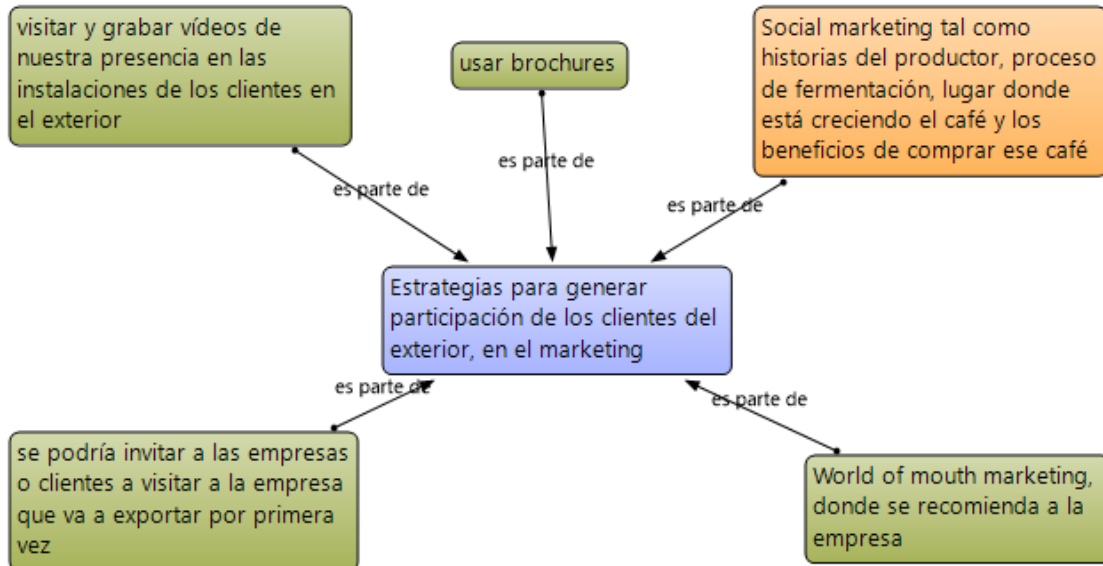 visitar y grabar vídeos de
nuestra presencia en las
instalaciones de los clientes en
el exterior
usar brochures
Social marketing tal como
historias del productor, proceso
de fermentación, lugar donde
está creciendo el café y los
beneficios de comprar ese café
es parte de
es parte de
es parte de
Estrategias para generar
participación de los clientes del
exterior, en el marketing
es parte de
es parte de
se podría invitar a las empresas
o clientes a visitar a la empresa
que va a exportar por primera
vez
World of mouth marketing,
donde se recomienda a la
empresa